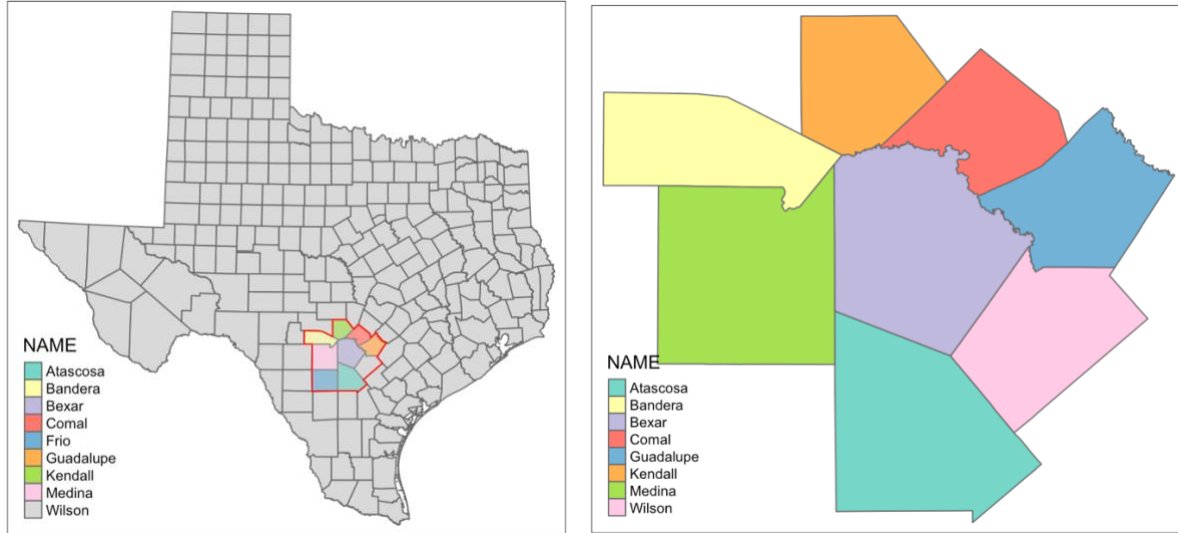 NAME
Atascosa
Bandera
Bexar
Comal
Frio
Guadalupe
Kendall
Medina
Wilson
NAME
Atascosa
Bandera
Bexar
Comal
Guadalupe
Kendall
Medina
Wilson